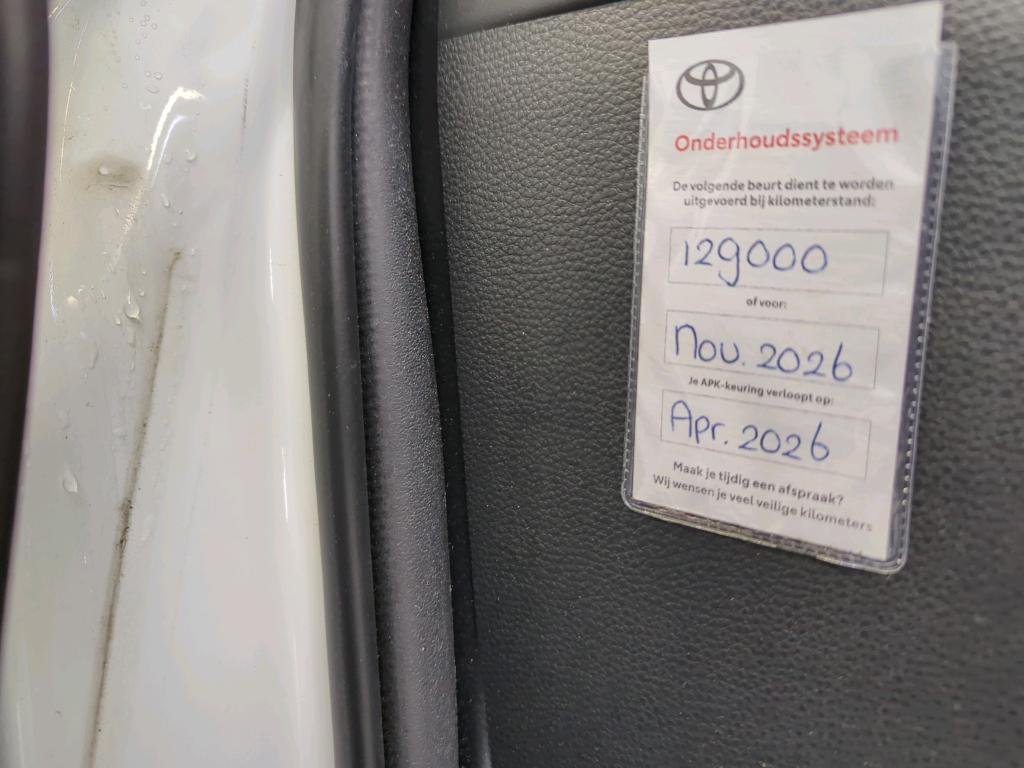 Onderhoudssysteem
De volgende beurt dient te worden
uitgevoerd bij kilometerstand:
129000
of voor:
Nov. 2026
Je APK-keuring verloopt op:
Apr. 2026
Maak je tijdig een afspraak?
Wij wensen je veel veilige kilometers